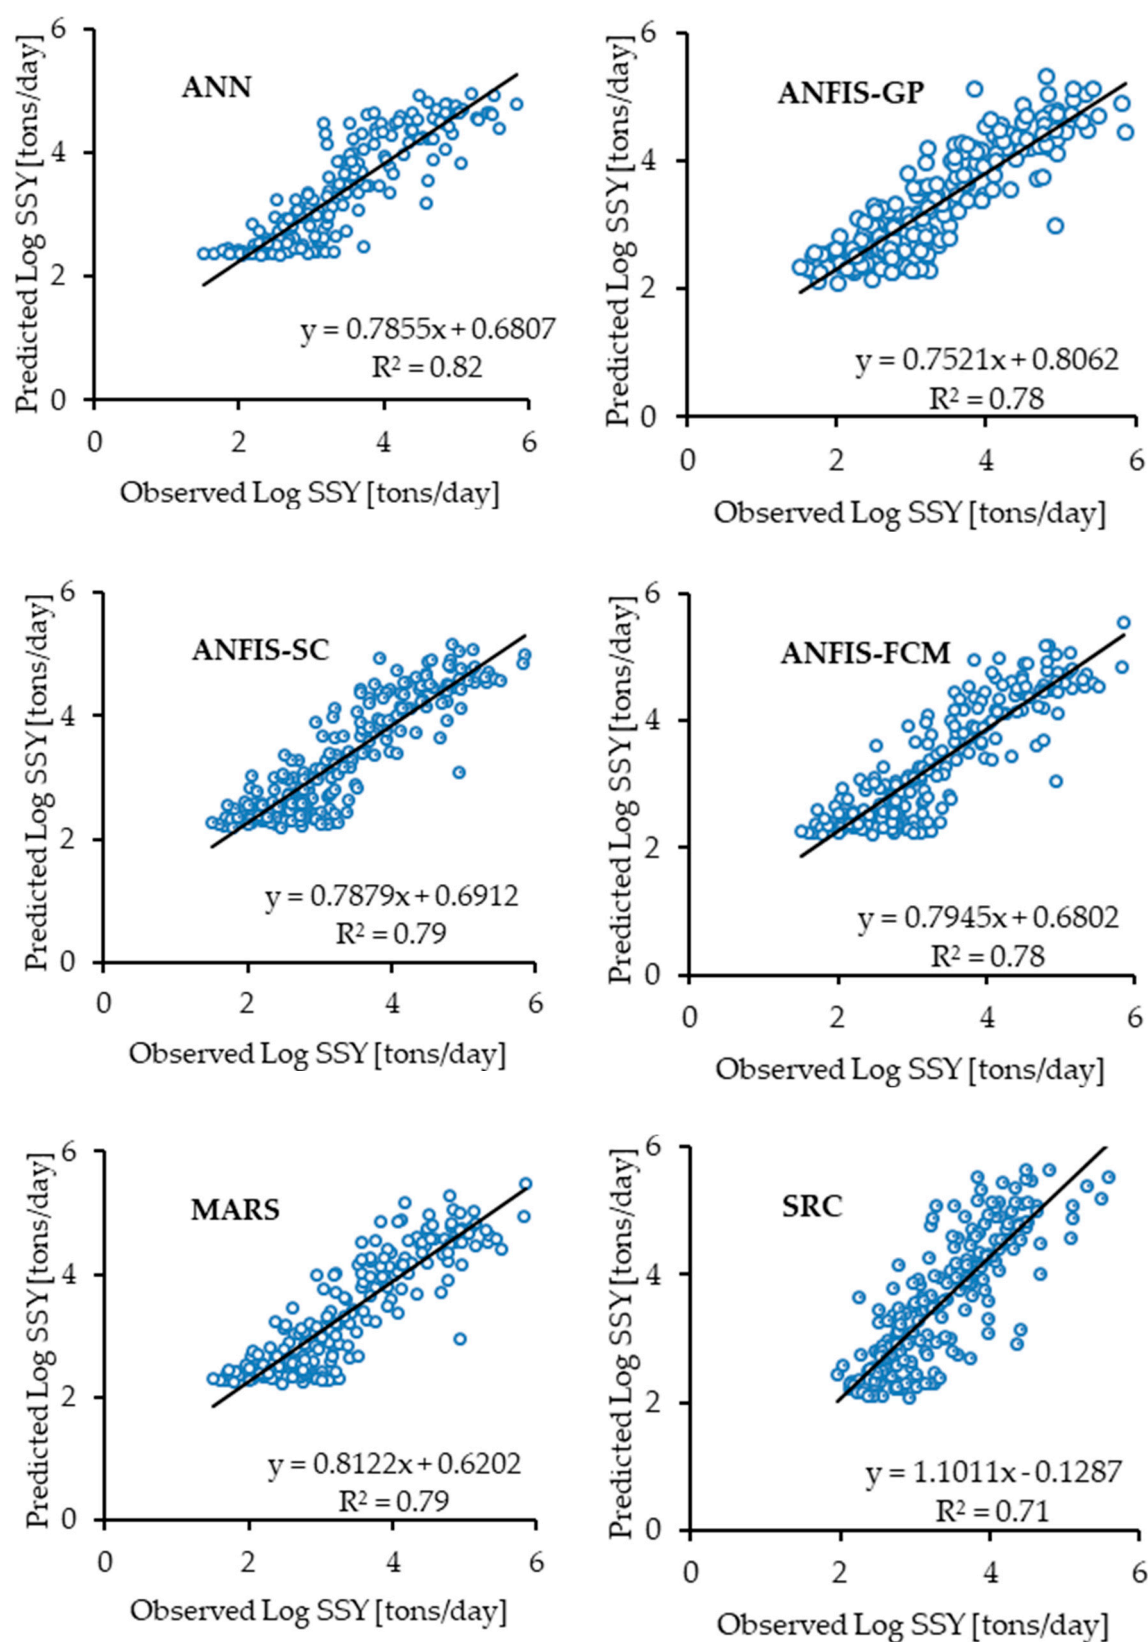 Predicted Log SSY [tons/day]
6
4
2
0
ANN
y = 0.7855x + 0.6807
R² = 0.82
0 2 4 6
Observed Log SSY [tons/day]
Predicted Log SSY [tons/day]
6
4
2
0
ANFIS-GP
y = 0.7521x + 0.8062
R² = 0.78
0 2 4 6
Observed Log SSY [tons/day]
Predicted Log SSY [tons/day]
6
4
2
0
ANFIS-SC
y = 0.7879x + 0.6912
R² = 0.79
0 2 4 6
Observed Log SSY [tons/day]
Predicted Log SSY [tons/day]
6
4
2
0
ANFIS-FCM
y = 0.7945x + 0.6802
R² = 0.78
0 2 4 6
Observed Log SSY [tons/day]
Predicted Log SSY [tons/day]
6
4
2
0
MARS
y = 0.8122x + 0.6202
R² = 0.79
0 2 4 6
Observed Log SSY [tons/day]
Predicted Log SSY [tons/day]
6
4
2
0
SRC
y = 1.1011x - 0.1287
R² = 0.71
0 2 4 6
Observed Log SSY [tons/day]